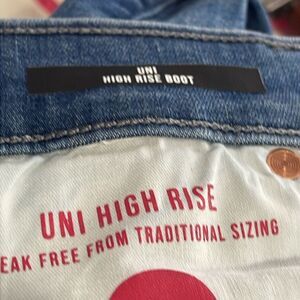 UNI
HIGH RISE BOOT
UNI HIGH RISE
EAK FREE FROM TRADITIONAL SIZING